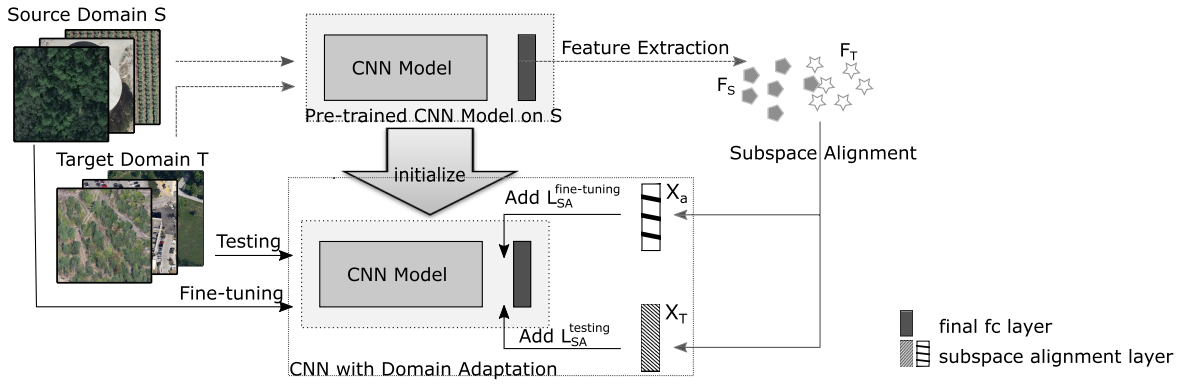 Source Domain S
CNN Model
Pre-trained CNN Model on S
Feature Extraction
F_S
F_T
Subspace Alignment
Target Domain T
initialize
Testing
Fine-tuning
CNN Model
Add L_SA^fine-tuning
X_a
Add L_SA^testing
X_T
CNN with Domain Adaptation
final fc layer
subspace alignment layer